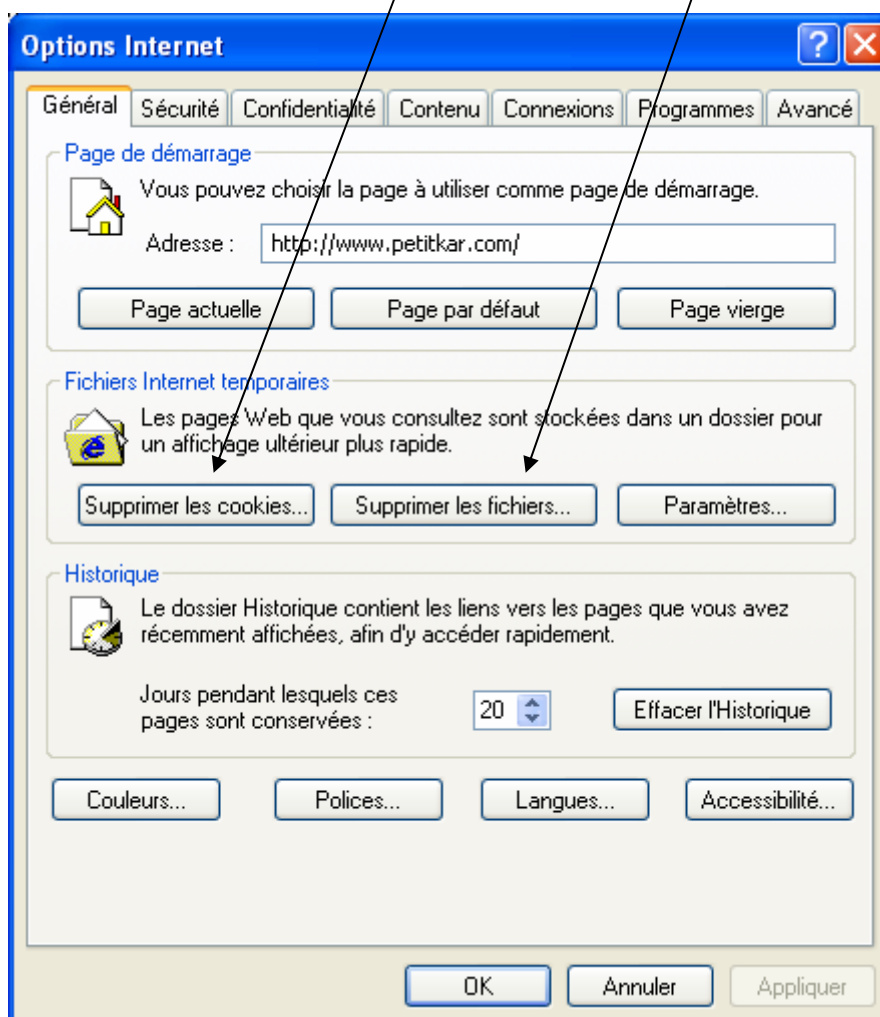 Options Internet
Général Sécurité Confidentialité Contenu Connexions Programmes Avancé
Page de démarrage
Vous pouvez choisir la page à utiliser comme page de démarrage.
Adresse : http://www.petitkar.com/
Page actuelle Page par défaut Page vierge
Fichiers Internet temporaires
Les pages Web que vous consultez sont stockées dans un dossier pour
un affichage ultérieur plus rapide.
Supprimer les cookies... Supprimer les fichiers... Paramètres...
Historique
Le dossier Historique contient les liens vers les pages que vous avez
récemment affichées, afin d'y accéder rapidement.
Jours pendant lesquels ces
pages sont conservées : 20 Effacer l'Historique
Couleurs... Polices... Langues... Accessibilité...
OK Annuler Appliquer